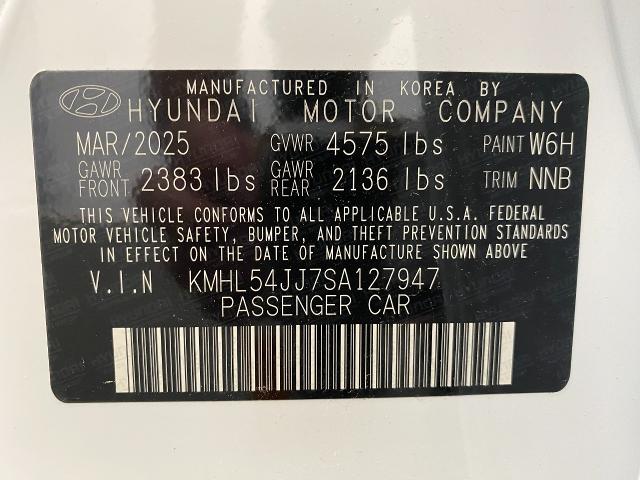 MANUFACTURED IN KOREA BY
HYUNDAI MOTOR COMPANY
MAR/2025 GVWR 4575 lbs PAINT W6H
GAWR FRONT 2383 lbs GAWR REAR 2136 lbs TRIM NNB
THIS VEHICLE CONFORMS TO ALL APPLICABLE U.S.A. FEDERAL
MOTOR VEHICLE SAFETY, BUMPER, AND THEFT PREVENTION STANDARDS
IN EFFECT ON THE DATE OF MANUFACTURE SHOWN ABOVE
V.I.N KMHL54JJ7SA127947
PASSENGER CAR